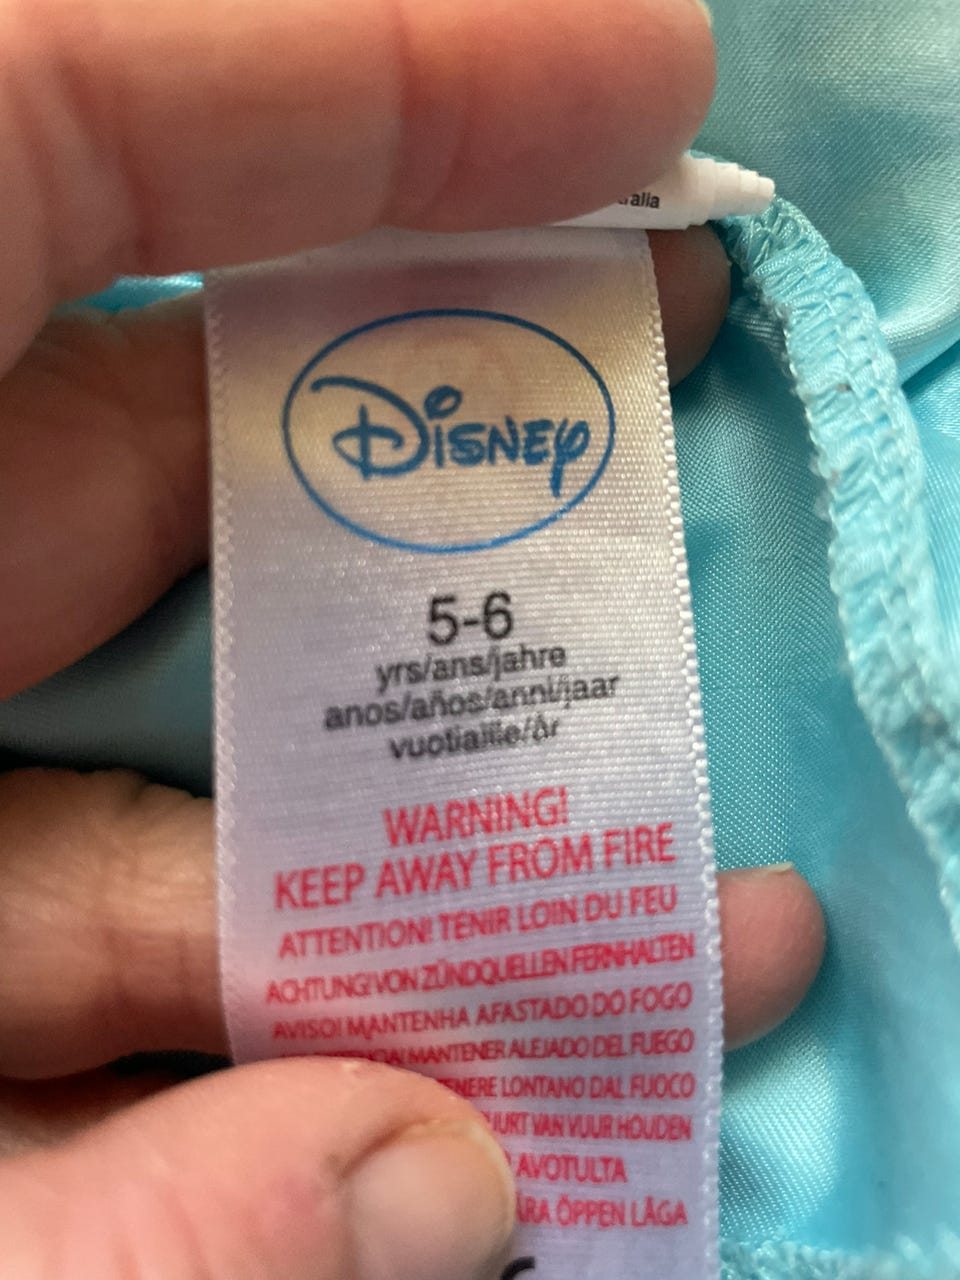 Disney
5-6
yrs/ans/jahre
anos/años/anni/jaar
vuotiaille/år
WARNING!
KEEP AWAY FROM FIRE
ATTENTION! TENIR LOIN DU FEU
ACHTUNG! VON ZÜNDQUELLEN FERNHALTEN
AVISO! MANTENHA AFASTADO DO FOGO
MANTENER ALEJADO DEL FUEGO
LONTANO DAL FUOCO
VAN VUUR HOUDEN
AVOTULTA
ÖPPEN LÅGA